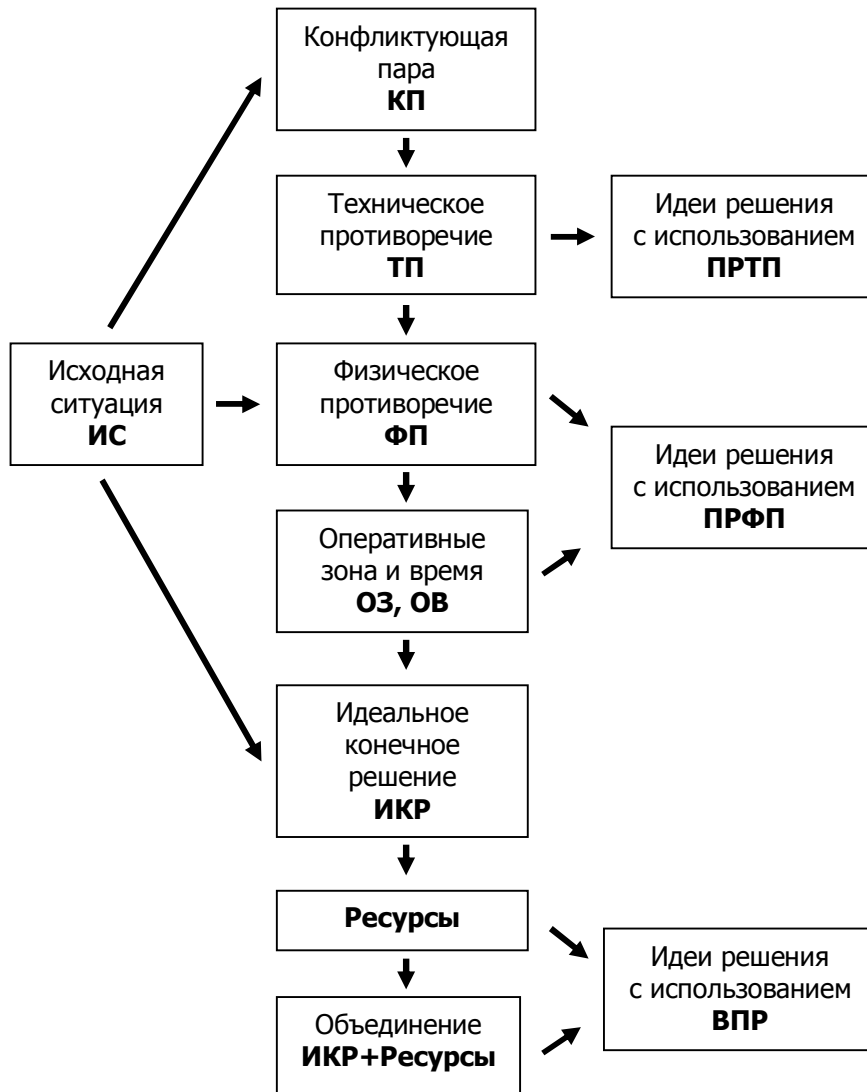 Конфликтующая
пара
КП
Техническое
противоречие
ТП
Идеи решения
с использованием
ПРТП
Исходная
ситуация
ИС
Физическое
противоречие
ФП
Идеи решения
с использованием
ПРФП
Оперативные
зона и время
ОЗ, ОВ
Идеальное
конечное
решение
ИКР
Ресурсы
Идеи решения
с использованием
ВПР
Объединение
ИКР+Ресурсы